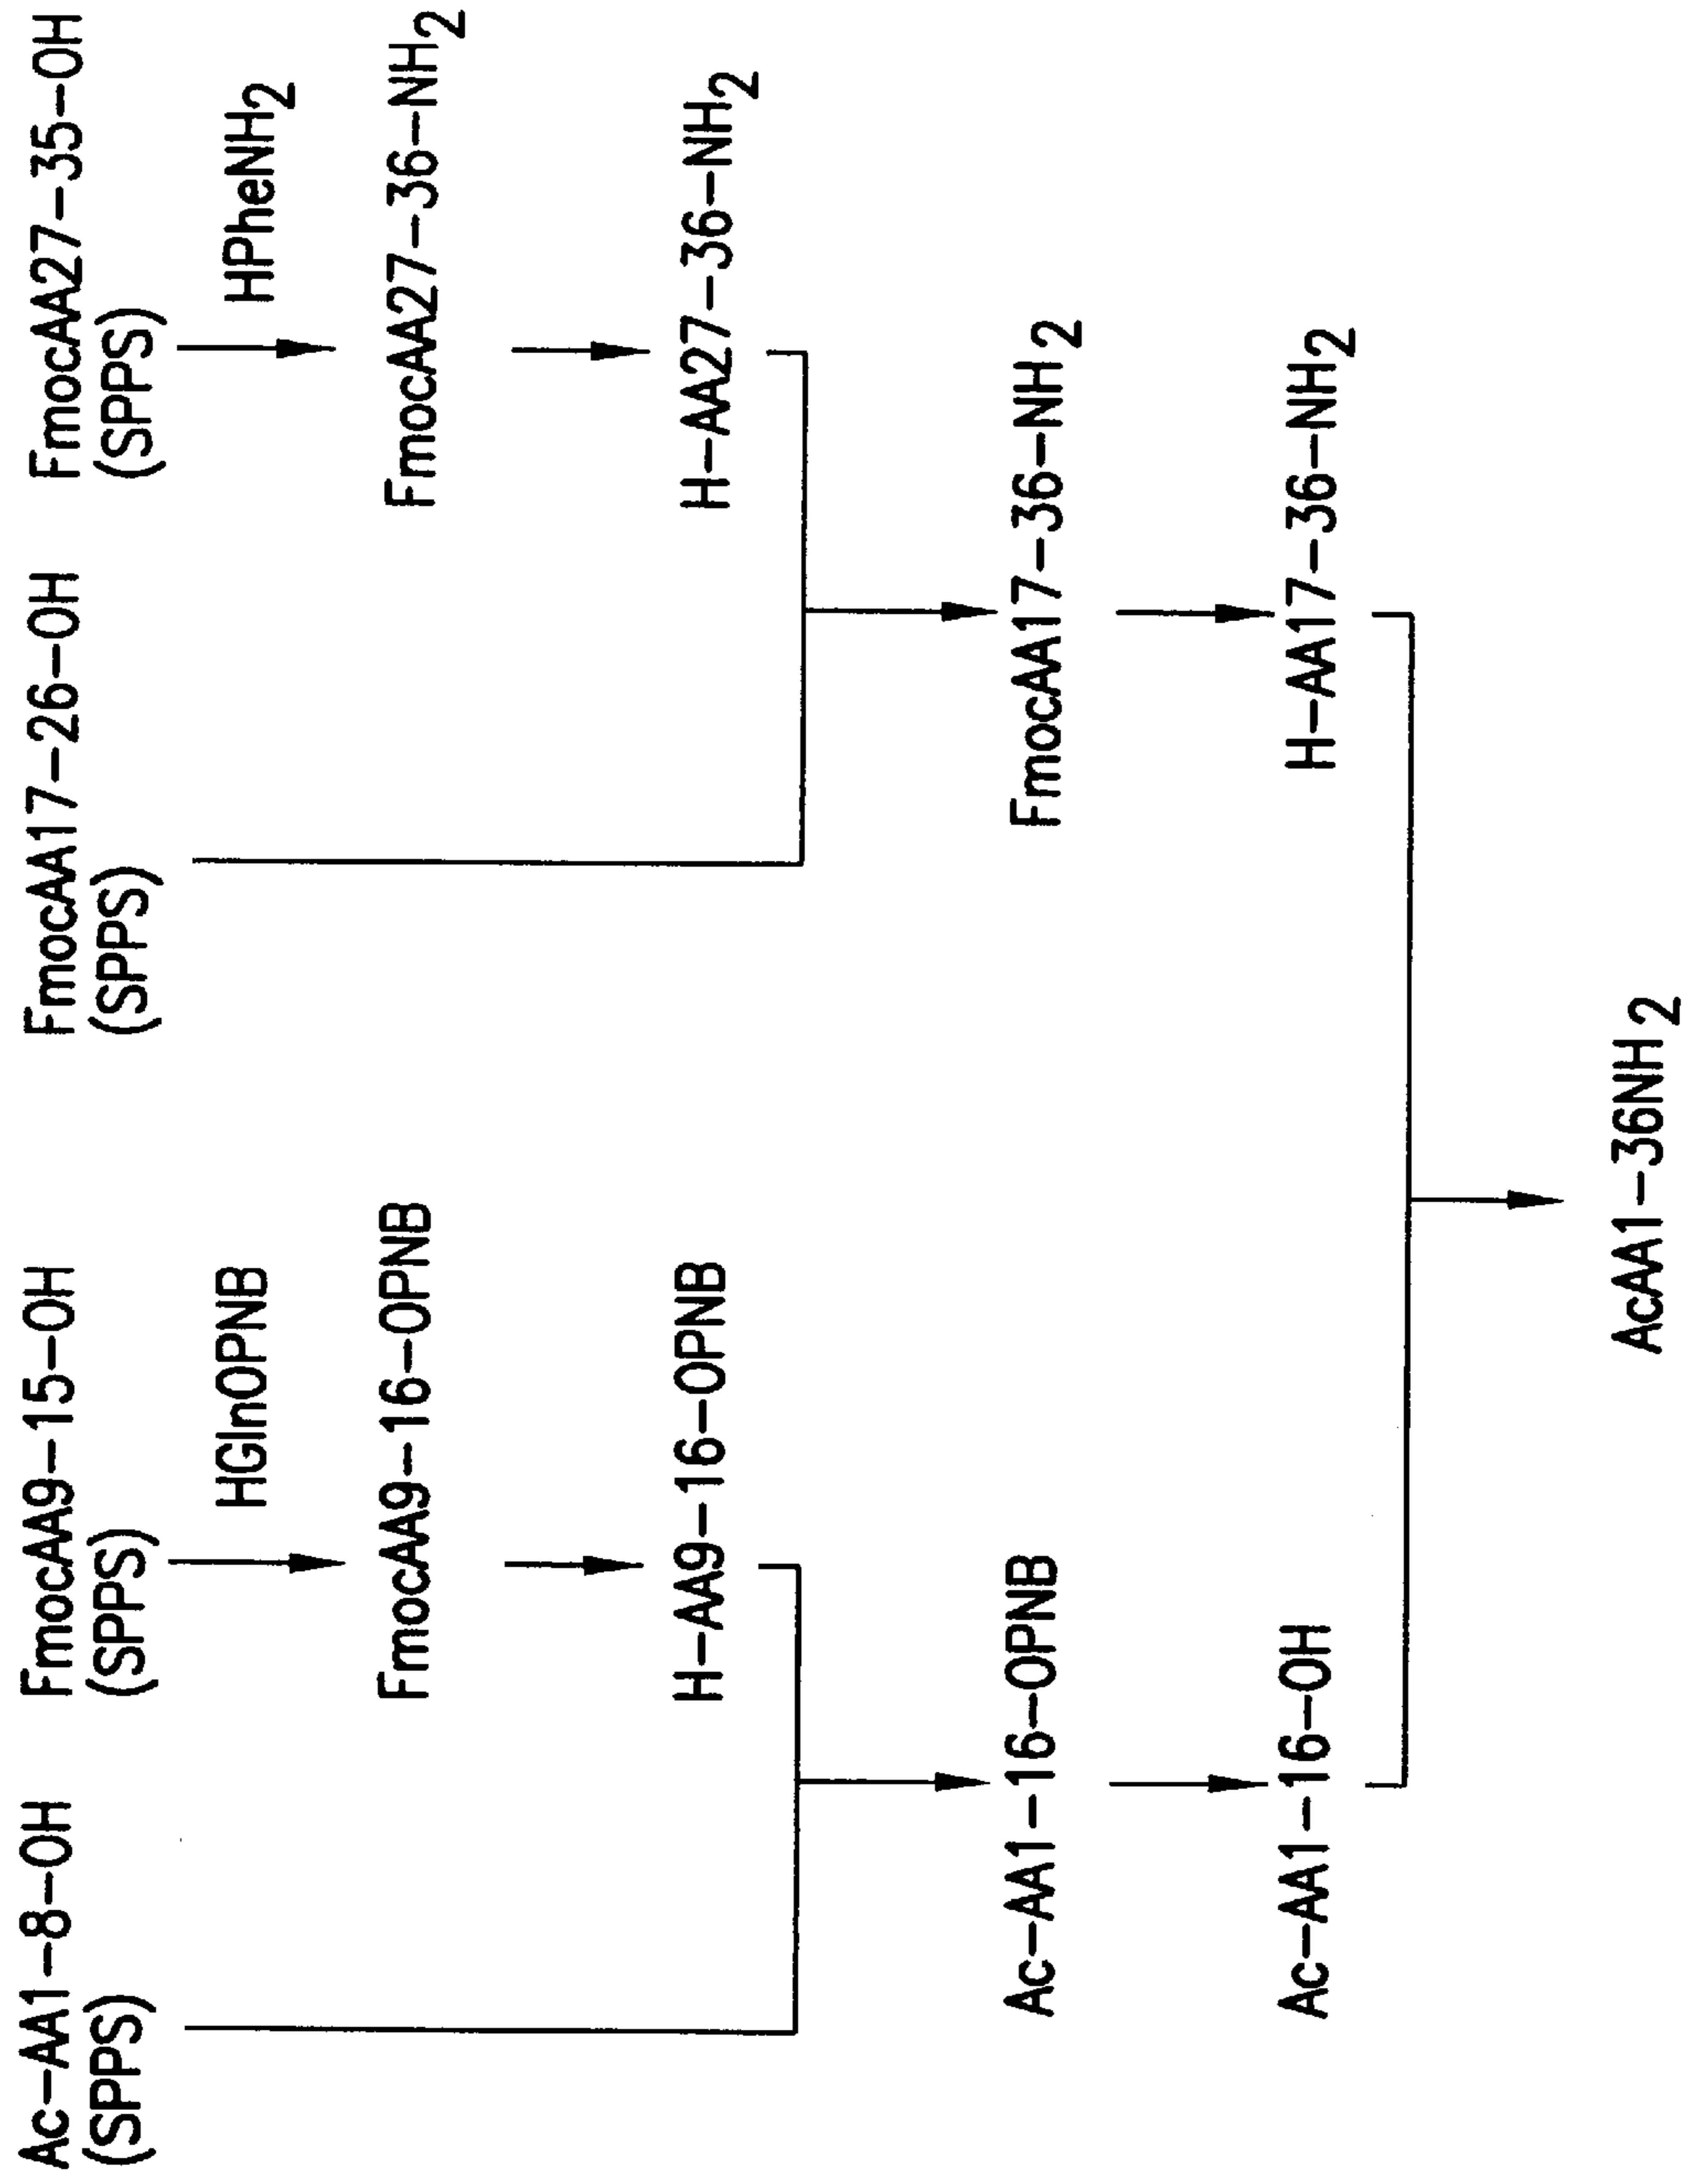 Ac-AA1-8-OH
(SPPS)
FmocAA9-15-OH
(SPPS)
FmocAA17-26-OH
(SPPS)
FmocAA27-35-OH
(SPPS)
HGlnOPNB
HPheNH2
FmocAA9-16-OPNB
FmocAA27-36-NH2
H-AA9-16-OPNB
H-AA27-36-NH2
Ac-AA1-16-OPNB
FmocAA17-36-NH2
Ac-AA1-16-OH
H-AA17-36-NH2
AcAA1-36NH2